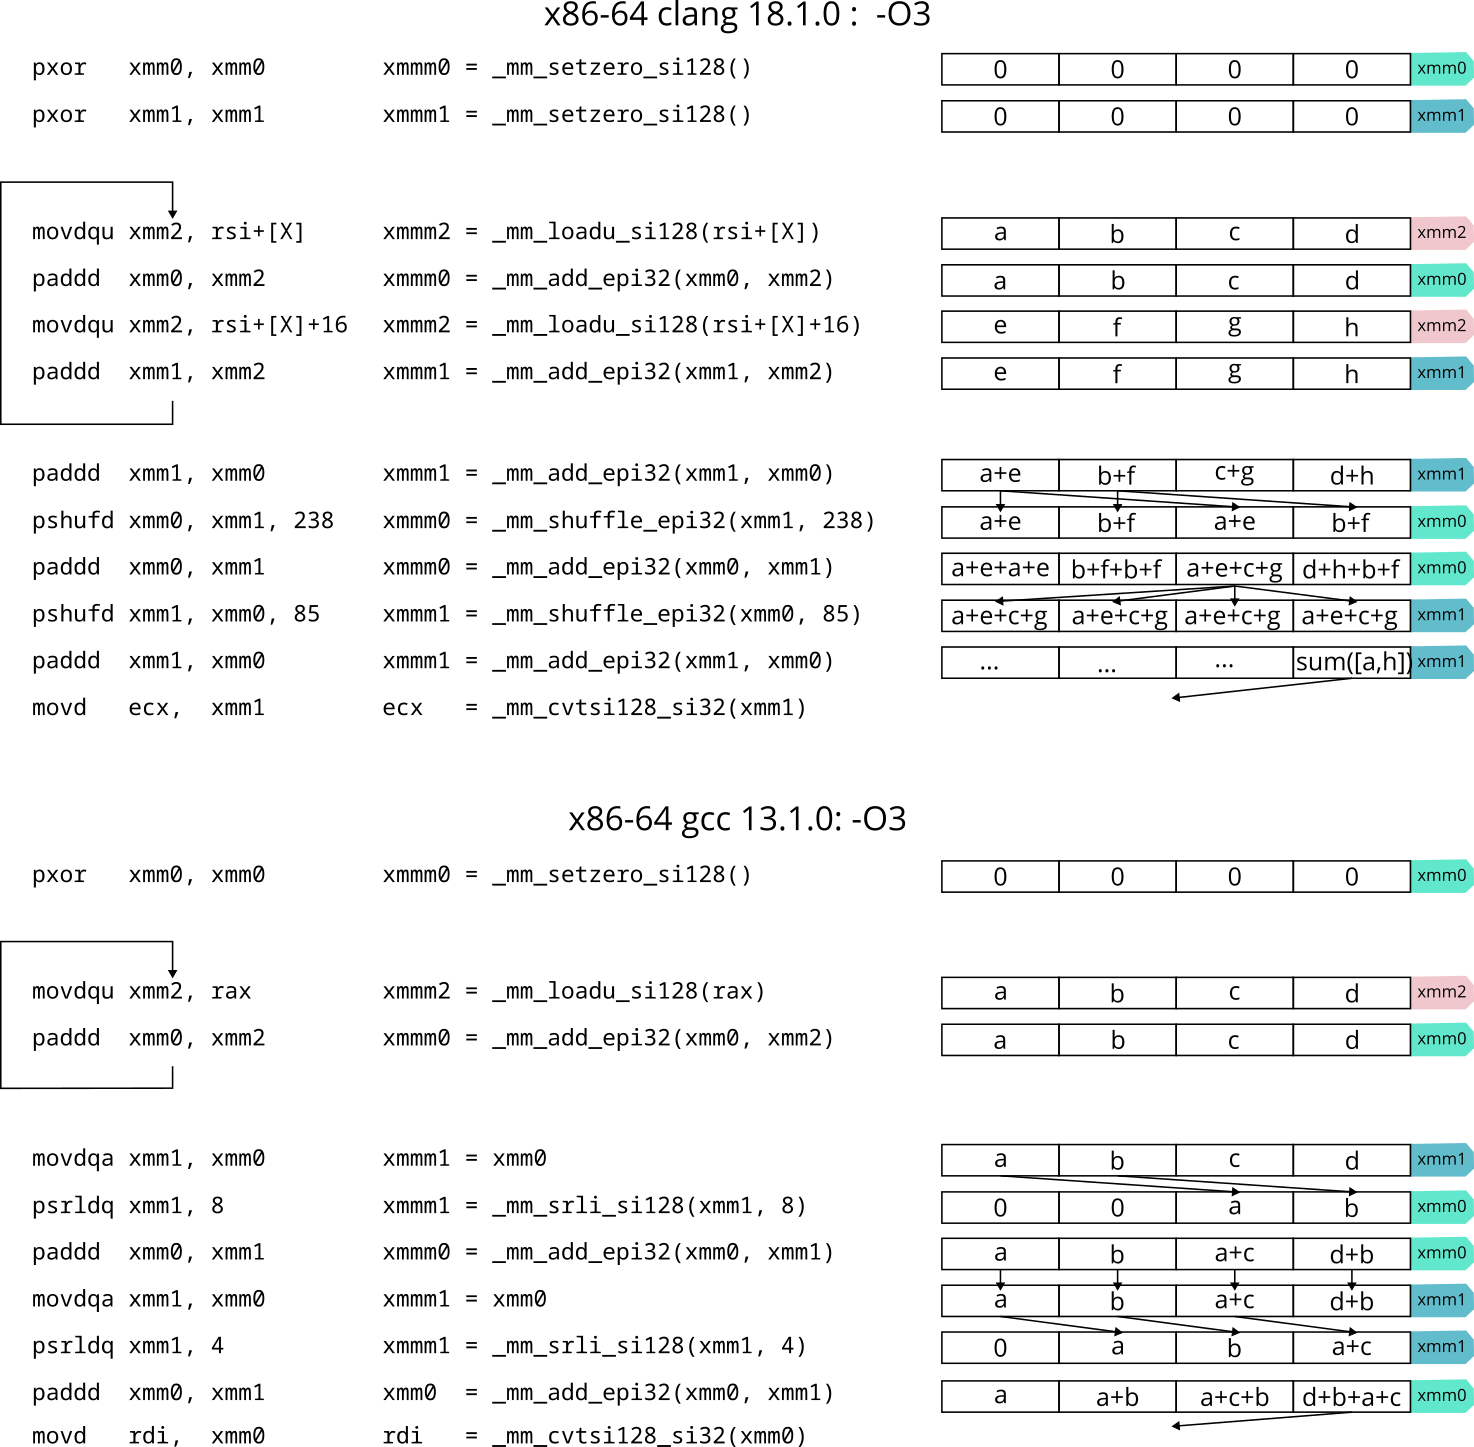 x86-64 clang 18.1.0 : -O3
pxor xmm0, xmm0 xmmm0 = _mm_setzero_si128() 0 0 0 0 xmm0
pxor xmm1, xmm1 xmmm1 = _mm_setzero_si128() 0 0 0 0 xmm1
movdqu xmm2, rsi+[X] xmmm2 = _mm_loadu_si128(rsi+[X]) a b c d xmm2
paddd xmm0, xmm2 xmmm0 = _mm_add_epi32(xmm0, xmm2) a b c d xmm0
movdqu xmm2, rsi+[X]+16 xmmm2 = _mm_loadu_si128(rsi+[X]+16) e f g h xmm2
paddd xmm1, xmm2 xmmm1 = _mm_add_epi32(xmm1, xmm2) e f g h xmm1
paddd xmm1, xmm0 xmmm1 = _mm_add_epi32(xmm1, xmm0) a+e b+f c+g d+h xmm1
pshufd xmm0, xmm1, 238 xmmm0 = _mm_shuffle_epi32(xmm1, 238) a+e b+f a+e b+f xmm0
paddd xmm0, xmm1 xmmm0 = _mm_add_epi32(xmm0, xmm1) a+e+a+e b+f+b+f a+e+c+g d+h+b+f xmm0
pshufd xmm1, xmm0, 85 xmmm1 = _mm_shuffle_epi32(xmm0, 85) a+e+c+g a+e+c+g a+e+c+g a+e+c+g xmm1
paddd xmm1, xmm0 xmmm1 = _mm_add_epi32(xmm1, xmm0) ... ... ... sum([a,h]) xmm1
movd ecx, xmm1 ecx = _mm_cvtsi128_si32(xmm1)
x86-64 gcc 13.1.0: -O3
pxor xmm0, xmm0 xmmm0 = _mm_setzero_si128() 0 0 0 0 xmm0
movdqu xmm2, rax xmmm2 = _mm_loadu_si128(rax) a b c d xmm2
paddd xmm0, xmm2 xmmm0 = _mm_add_epi32(xmm0, xmm2) a b c d xmm0
movdqa xmm1, xmm0 xmmm1 = xmm0 a b c d xmm1
psrldq xmm1, 8 xmmm1 = _mm_srli_si128(xmm1, 8) 0 0 a b xmm0
paddd xmm0, xmm1 xmmm0 = _mm_add_epi32(xmm0, xmm1) a b a+c d+b xmm0
movdqa xmm1, xmm0 xmmm1 = xmm0 a b a+c d+b xmm1
psrldq xmm1, 4 xmmm1 = _mm_srli_si128(xmm1, 4) 0 a b a+c xmm1
paddd xmm0, xmm1 xmm0 = _mm_add_epi32(xmm0, xmm1) a a+b a+c+b d+b+a+c xmm0
movd rdi, xmm0 rdi = _mm_cvtsi128_si32(xmm0)